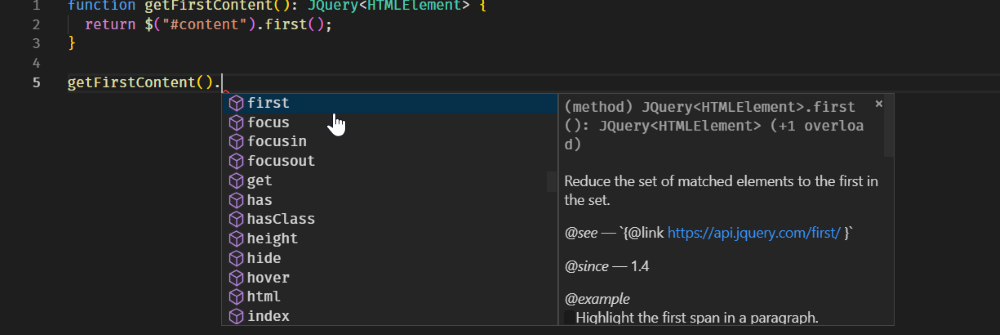 1 function getFirstContent(): JQuery<HTMLElement> {
2 return $("#content").first();
3 }
4
5 getFirstContent().
first
focus
focusin
focusout
get
has
hasClass
height
hide
hover
html
index
(method) JQuery<HTMLElement>.first ×
(): JQuery<HTMLElement> (+1 overloa
d)
Reduce the set of matched elements to the first in
the set.
@see — `{@link https://api.jquery.com/first/ }`
@since — 1.4
@example
Highlight the first span in a paragraph.